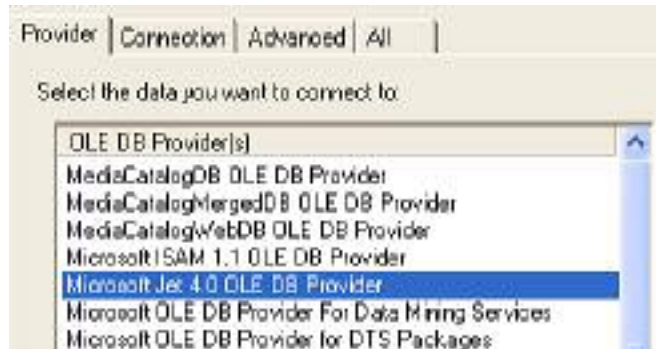 Provider Connection Advanced All
Select the data you want to connect to:
OLE DB Provider(s)
MediaCatalogDB OLE DB Provider
MediaCatalogMergedDB OLE DB Provider
MediaCatalogWebDB OLE DB Provider
Microsoft ISAM 1.1 OLE DB Provider
Microsoft Jet 4.0 OLE DB Provider
Microsoft OLE DB Provider For Data Mining Services
Microsoft OLE DB Provider for DTS Packages